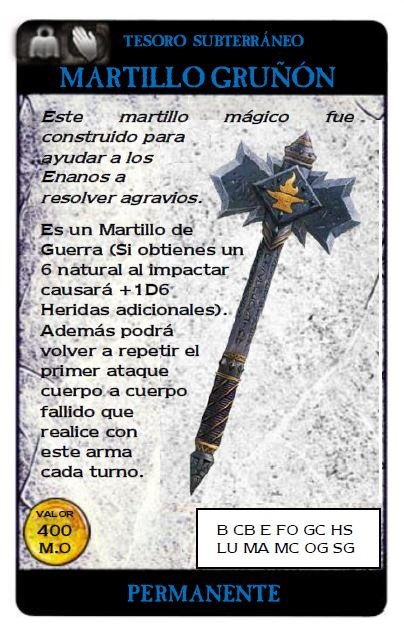 TESORO SUBTERRÁNEO
MARTILLO GRUÑÓN
Este martillo mágico fue
construido para
ayudar a los
Enanos a
resolver agravios.
Es un Martillo de
Guerra (Si obtienes un
6 natural al impactar
causará +1D6
Heridas adicionales).
Además podrá
volver a repetir el
primer ataque
cuerpo a cuerpo
fallido que
realice con
este arma
cada turno.
VALOR
400
M.O
B CB E FO GC HS
LU MA MC OG SG
PERMANENTE